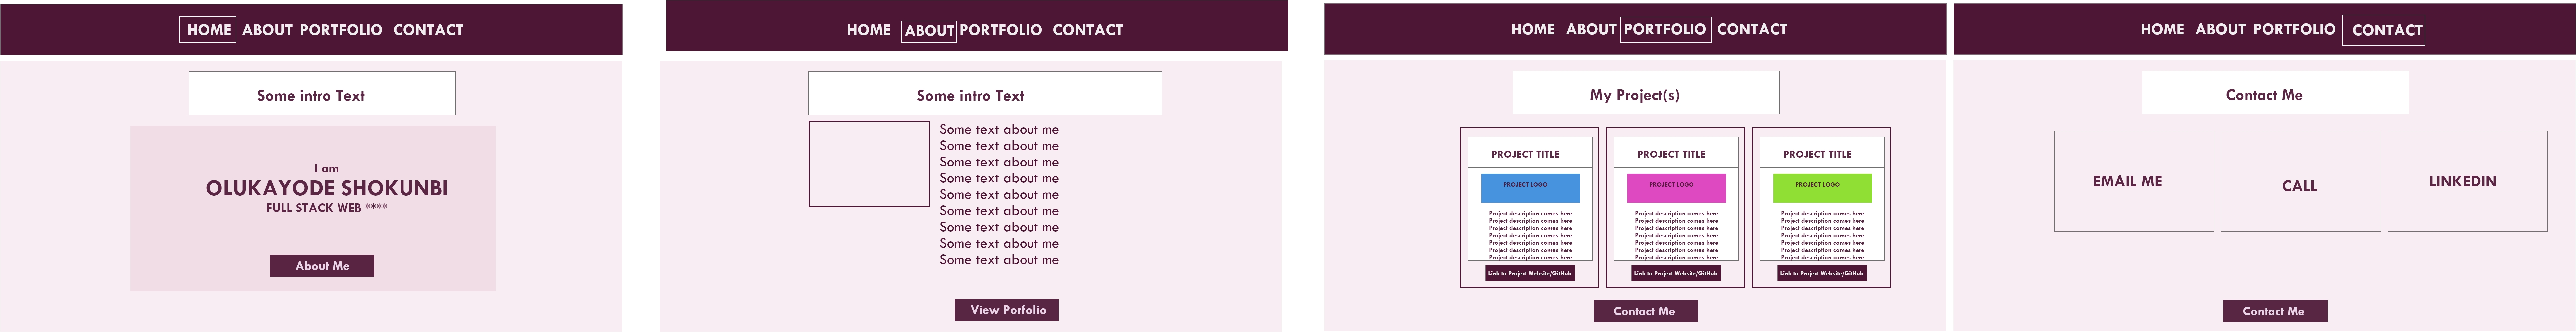 HOME ABOUT PORTFOLIO CONTACT
Some intro Text
I am
OLUKAYODE SHOKUNBI
FULL STACK WEB ****
About Me
HOME ABOUT PORTFOLIO CONTACT
Some intro Text
Some text about me
Some text about me
Some text about me
Some text about me
Some text about me
Some text about me
Some text about me
Some text about me
Some text about me
View Porfolio
HOME ABOUT PORTFOLIO CONTACT
My Project(s)
PROJECT TITLE
PROJECT LOGO
Project description comes here
Project description comes here
Project description comes here
Project description comes here
Project description comes here
Project description comes here
Project description comes here
Link to Project Website/GitHub
PROJECT TITLE
PROJECT LOGO
Project description comes here
Project description comes here
Project description comes here
Project description comes here
Project description comes here
Project description comes here
Project description comes here
Link to Project Website/GitHub
PROJECT TITLE
PROJECT LOGO
Project description comes here
Project description comes here
Project description comes here
Project description comes here
Project description comes here
Project description comes here
Project description comes here
Link to Project Website/GitHub
Contact Me
HOME ABOUT PORTFOLIO CONTACT
Contact Me
EMAIL ME
CALL
LINKEDIN
Contact Me